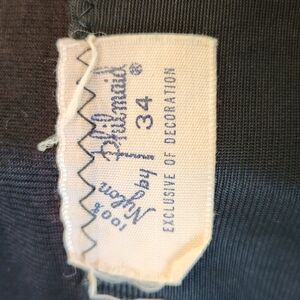 philmaid®
100% Nylon by 34
EXCLUSIVE OF DECORATION